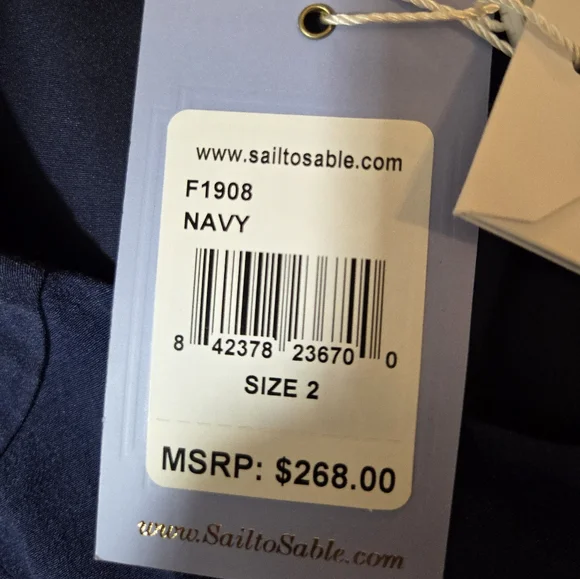 www.sailtosable.com
F1908
NAVY
8 42378 23670 0
SIZE 2
MSRP: $268.00
www.SailtoSable.com